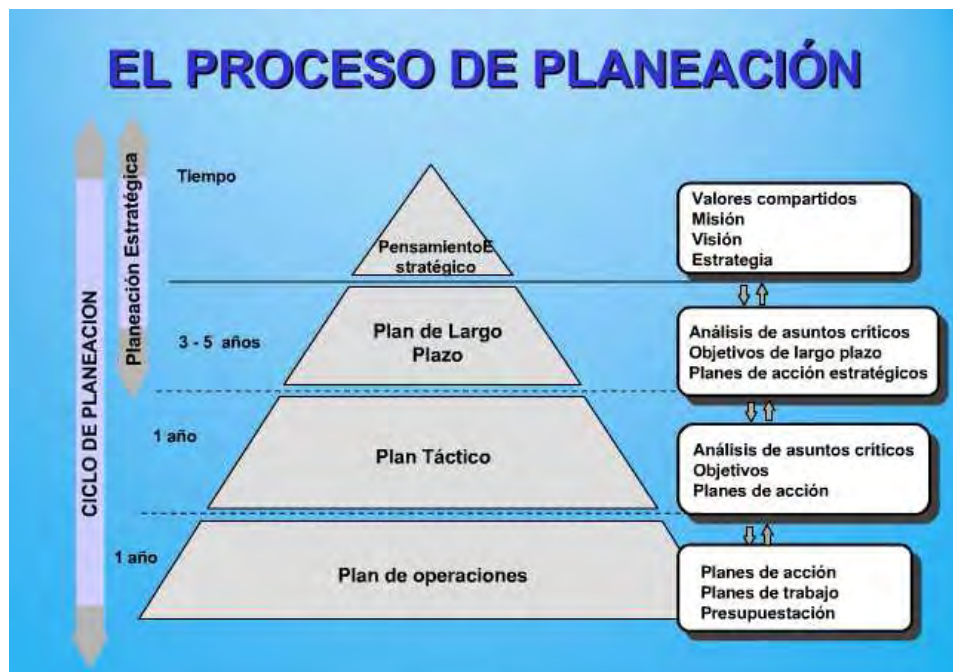 EL PROCESO DE PLANEACIÓN
CICLO DE PLANEACION
Planeación Estratégica
Tiempo
PensamientoE
stratégico
Valores compartidos
Misión
Visión
Estrategia
3 - 5 años
Plan de Largo
Plazo
Análisis de asuntos críticos
Objetivos de largo plazo
Planes de acción estratégicos
1 año
Plan Táctico
Análisis de asuntos críticos
Objetivos
Planes de acción
1 año
Plan de operaciones
Planes de acción
Planes de trabajo
Presupuestación